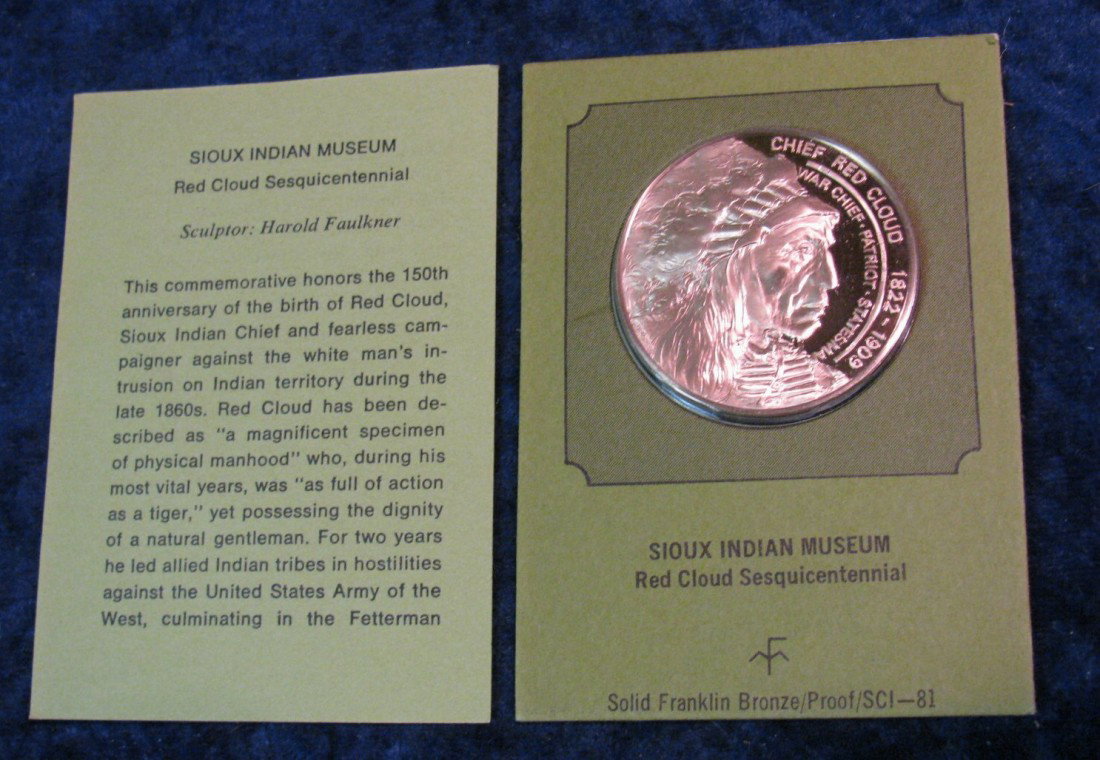 SIOUX INDIAN MUSEUM
Red Cloud Sesquicentennial
Sculptor: Harold Faulkner
This commemorative honors the 150th
anniversary of the birth of Red Cloud,
Sioux Indian Chief and fearless cam-
paigner against the white man's in-
trusion on Indian territory during the
late 1860s. Red Cloud has been de-
scribed as "a magnificent specimen
of physical manhood" who, during his
most vital years, was "as full of action
as a tiger," yet possessing the dignity
of a natural gentleman. For two years
he led allied Indian tribes in hostilities
against the United States Army of the
West, culminating in the Fetterman
CHIEF RED CLOUD 1822 - 1909
WAR CHIEF · PATRIOT · STATESMA
SIOUX INDIAN MUSEUM
Red Cloud Sesquicentennial
Solid Franklin Bronze/Proof/SCI—81